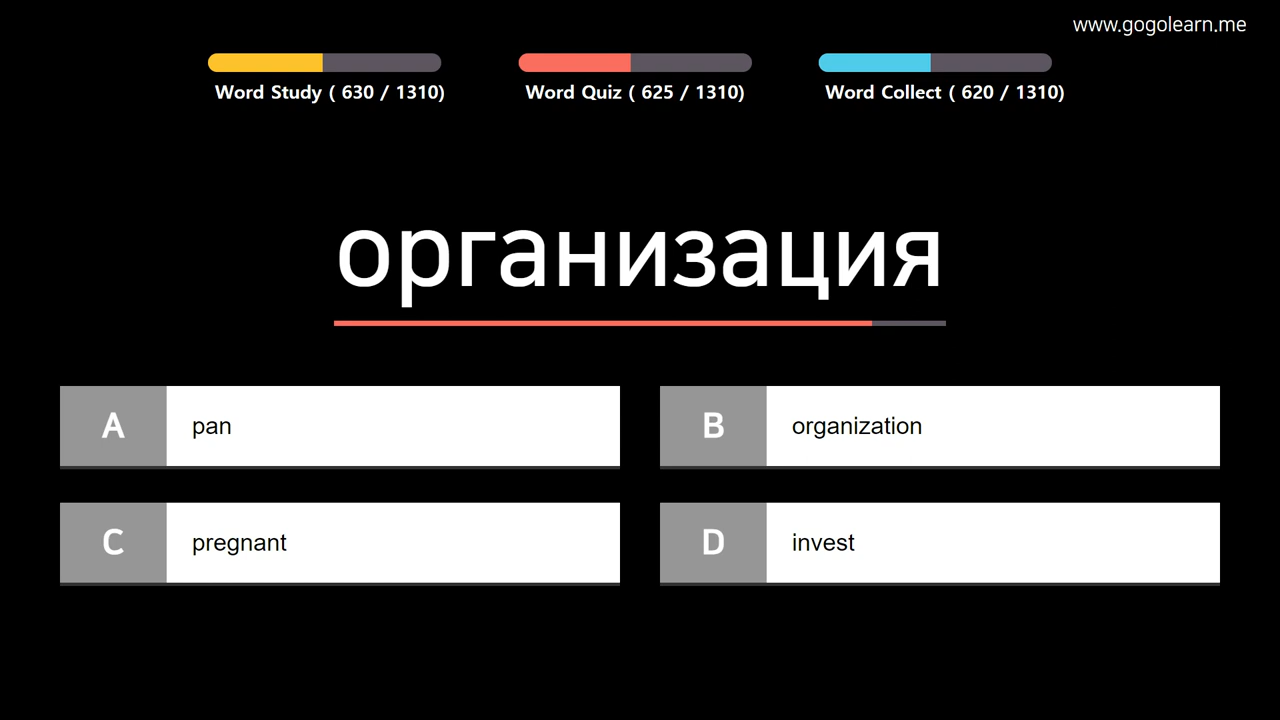 www.gogolearn.me
Word Study ( 630 / 1310)
Word Quiz ( 625 / 1310)
Word Collect ( 620 / 1310)
организация
A pan
B organization
C pregnant
D invest